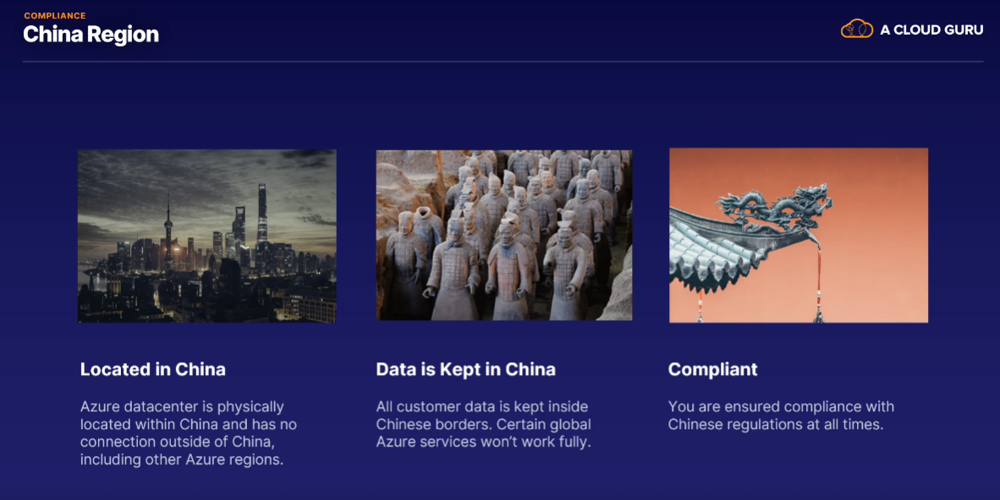 COMPLIANCE
China Region
A CLOUD GURU
Located in China
Azure datacenter is physically
located within China and has no
connection outside of China,
including other Azure regions.
Data is Kept in China
All customer data is kept inside
Chinese borders. Certain global
Azure services won’t work fully.
Compliant
You are ensured compliance with
Chinese regulations at all times.